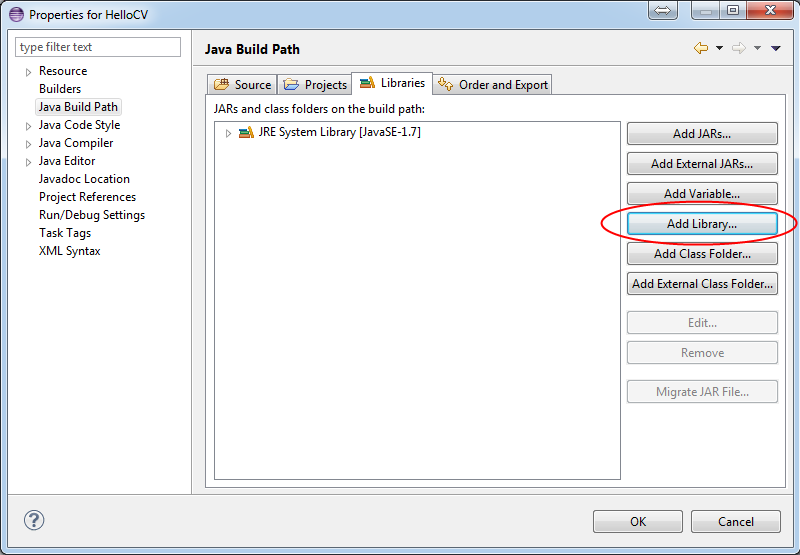 Properties for HelloCV
type filter text
Resource
Builders
Java Build Path
Java Code Style
Java Compiler
Java Editor
Javadoc Location
Project References
Run/Debug Settings
Task Tags
XML Syntax
Java Build Path
Source Projects Libraries Order and Export
JARs and class folders on the build path:
JRE System Library [JavaSE-1.7]
Add JARs...
Add External JARs...
Add Variable...
Add Library...
Add Class Folder...
Add External Class Folder...
Edit...
Remove
Migrate JAR File...
?
OK Cancel